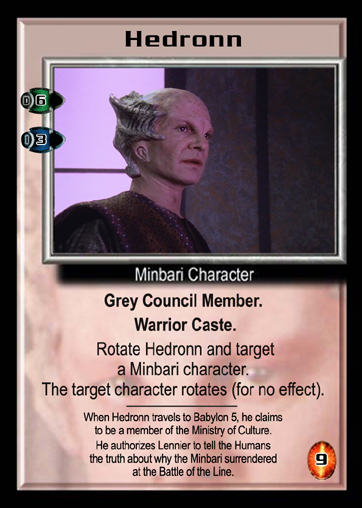 Hedronn
D 6
I 3
Minbari Character
Grey Council Member.
Warrior Caste.
Rotate Hedronn and target
a Minbari character.
The target character rotates (for no effect).
When Hedronn travels to Babylon 5, he claims
to be a member of the Ministry of Culture.
He authorizes Lennier to tell the Humans
the truth about why the Minbari surrendered
at the Battle of the Line.
9